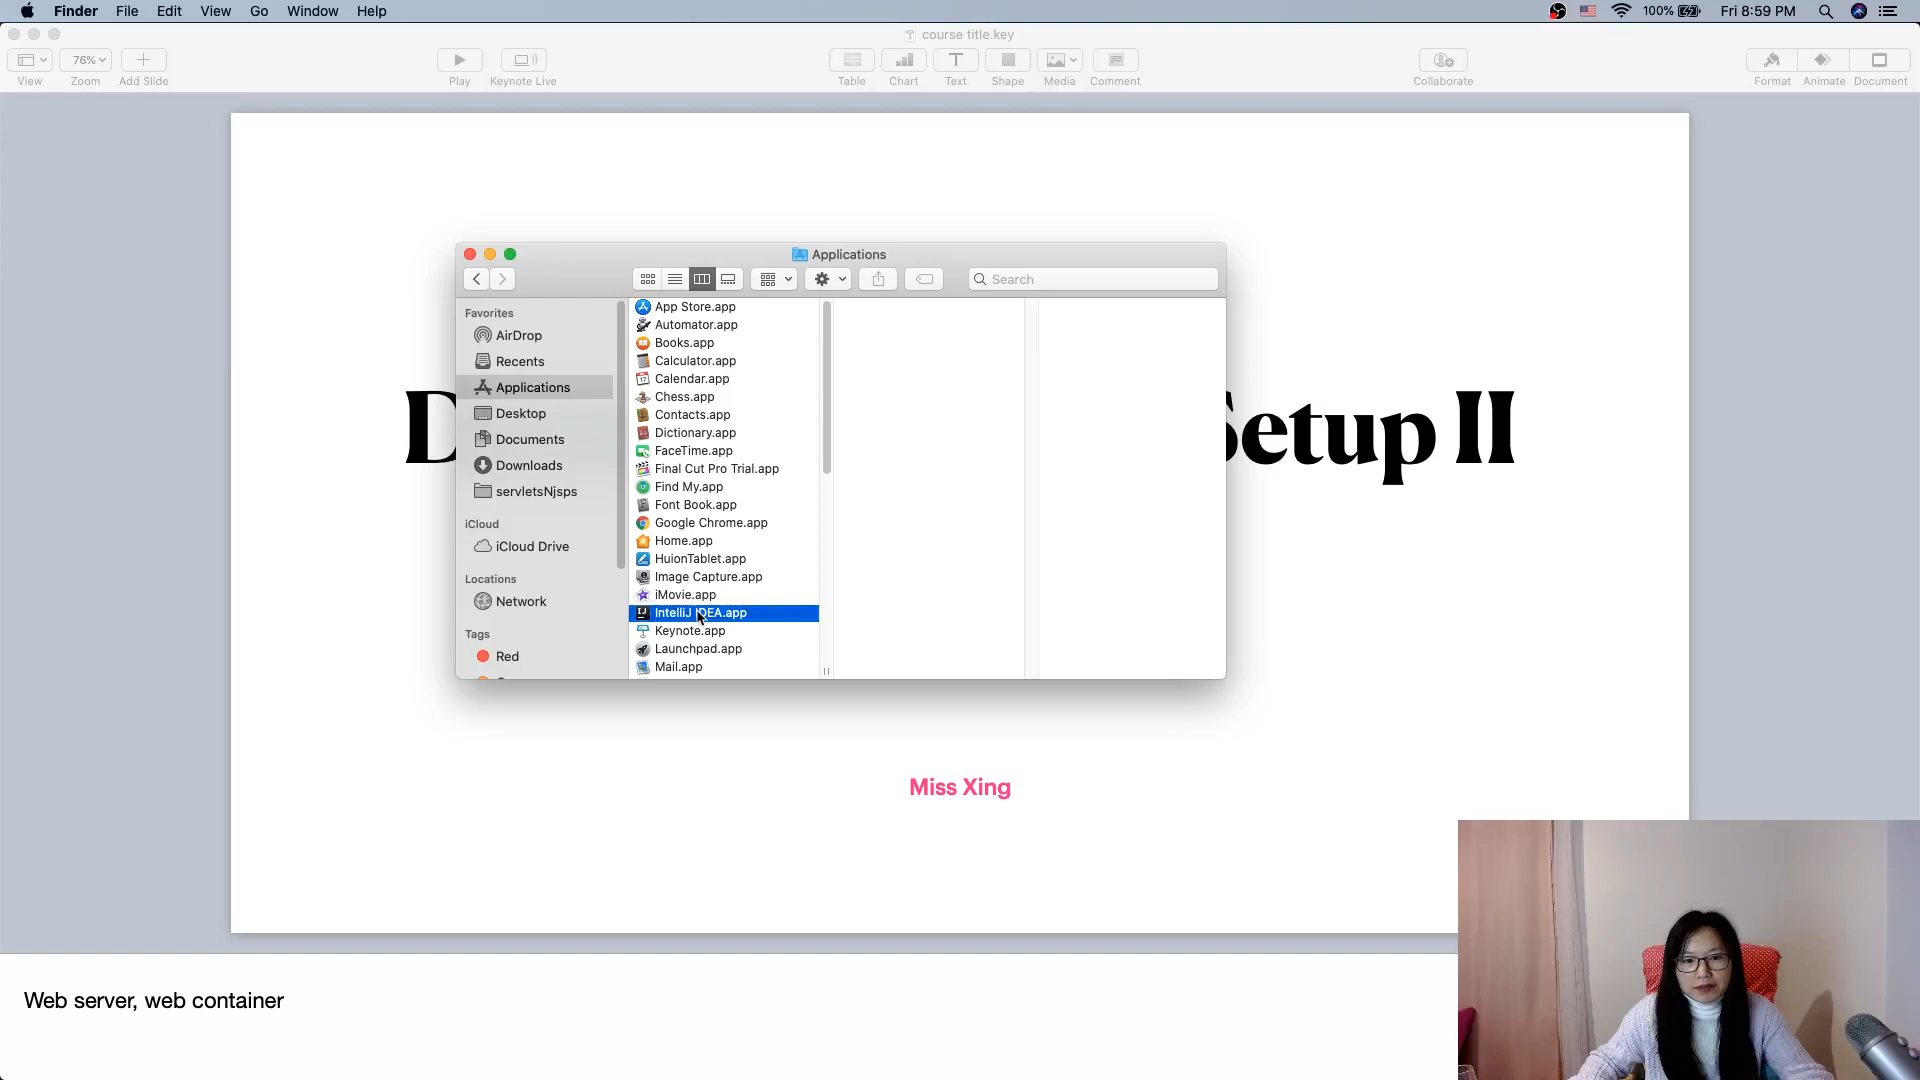 Finder File Edit View Go Window Help 100% Fri 8:59 PM
course title.key
76%
View Zoom Add Slide Play Keynote Live Table Chart Text Shape Media Comment Collaborate Format Animate Document
Applications
Search
Favorites
AirDrop
Recents
Applications
Desktop
Documents
Downloads
servletsNjsps
iCloud
iCloud Drive
Locations
Network
Tags
Red
App Store.app
Automator.app
Books.app
Calculator.app
Calendar.app
Chess.app
Contacts.app
Dictionary.app
FaceTime.app
Final Cut Pro Trial.app
Find My.app
Font Book.app
Google Chrome.app
Home.app
HuionTablet.app
Image Capture.app
iMovie.app
IntelliJ IDEA.app
Keynote.app
Launchpad.app
Mail.app
D Setup II
Miss Xing
Web server, web container